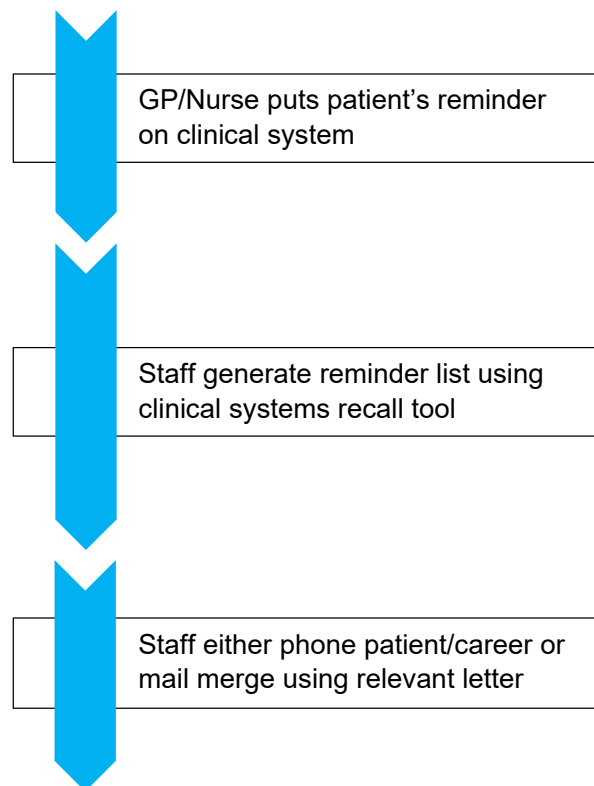 GP/Nurse puts patient’s reminder
on clinical system
Staff generate reminder list using
clinical systems recall tool
Staff either phone patient/career or
mail merge using relevant letter